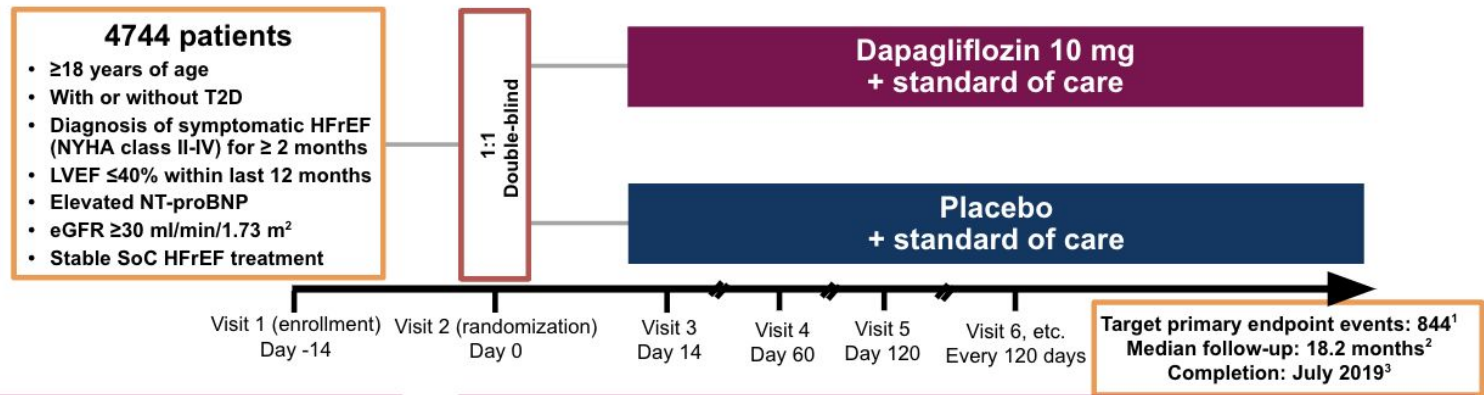 4744 patients
• ≥18 years of age
• With or without T2D
• Diagnosis of symptomatic HFrEF
(NYHA class II-IV) for ≥ 2 months
• LVEF ≤40% within last 12 months
• Elevated NT-proBNP
• eGFR ≥30 ml/min/1.73 m²
• Stable SoC HFrEF treatment
1:1
Double-blind
Dapagliflozin 10 mg
+ standard of care
Placebo
+ standard of care
Visit 1 (enrollment)
Day -14
Visit 2 (randomization)
Day 0
Visit 3
Day 14
Visit 4
Day 60
Visit 5
Day 120
Visit 6, etc.
Every 120 days
Target primary endpoint events: 844¹
Median follow-up: 18.2 months²
Completion: July 2019³